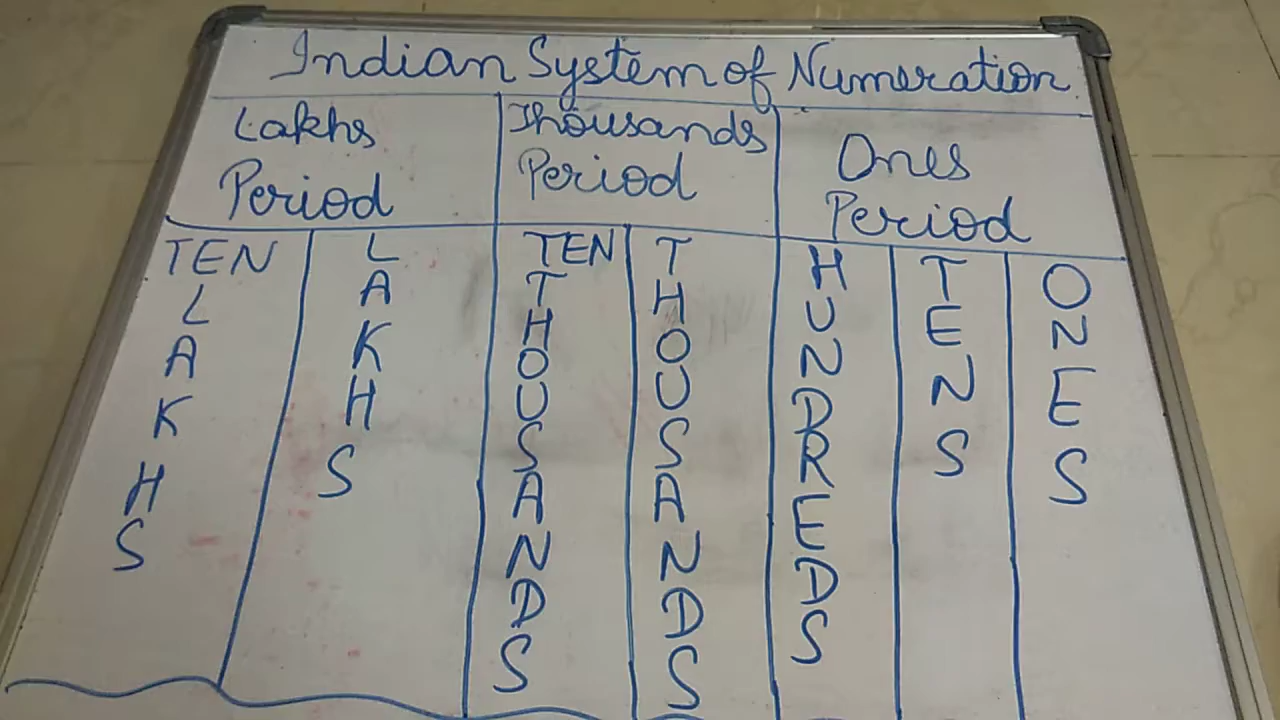 Indian System of Numeration
Lakhs Period
Thousands Period
Ones Period
TEN LAKHS
LAKHS
TEN THOUSANDS
THOUSANDS
HUNDREDS
TENS
ONES